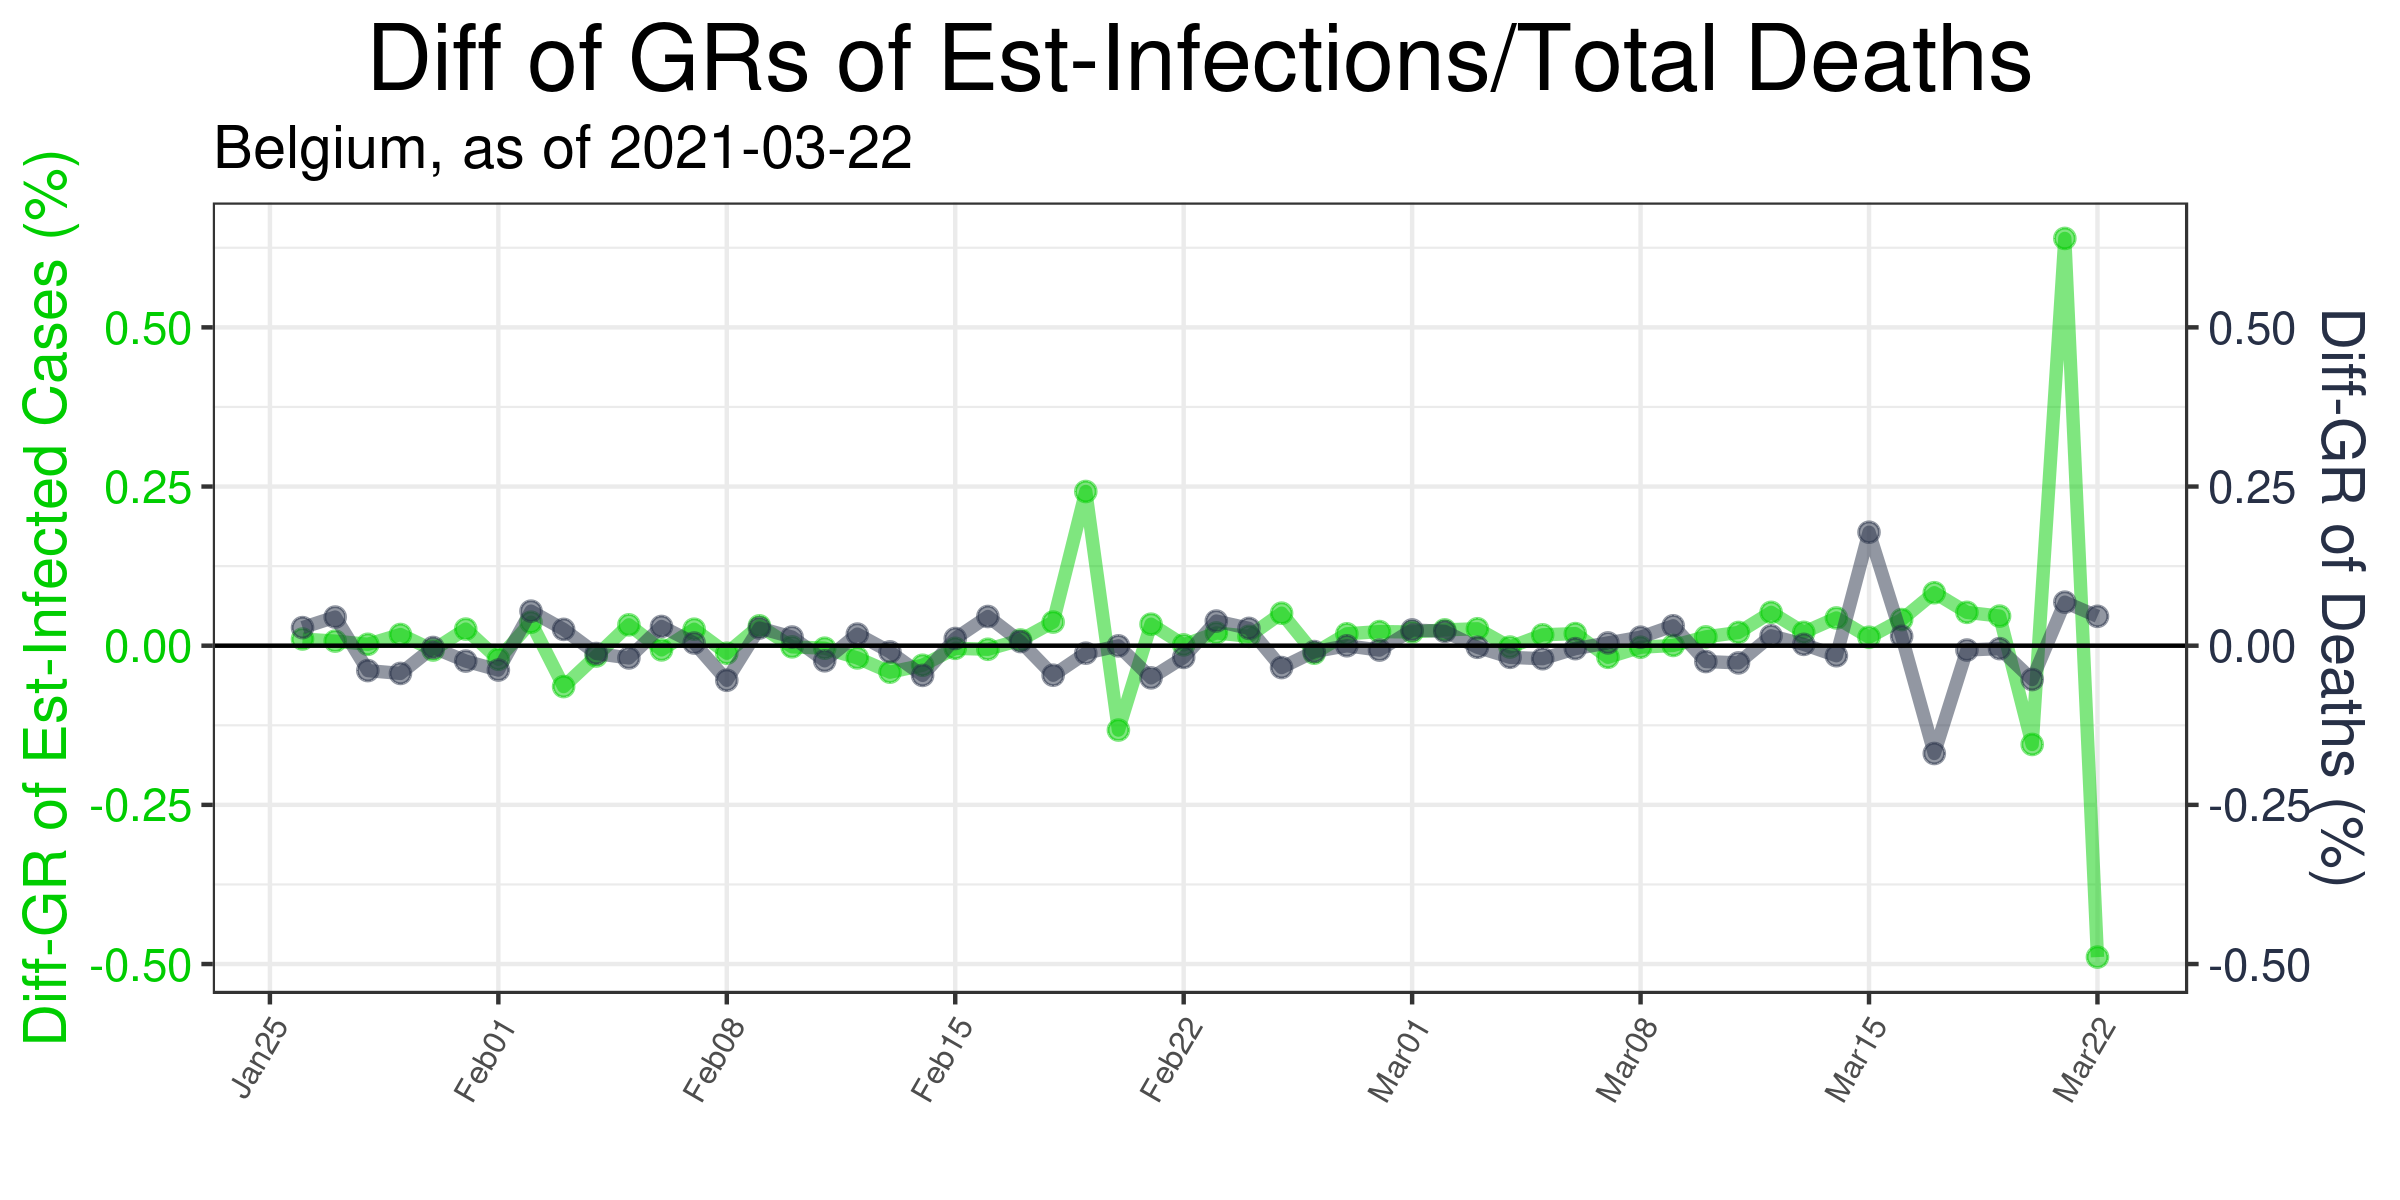 Diff of GRs of Est-Infections/Total Deaths
Belgium, as of 2021-03-22
Diff-GR of Est-Infected Cases (%)
0.50
0.25
0.00
-0.25
-0.50
0.50
0.25
0.00
-0.25
-0.50
Diff-GR of Deaths (%)
Jan25
Feb01
Feb08
Feb15
Feb22
Mar01
Mar08
Mar15
Mar22